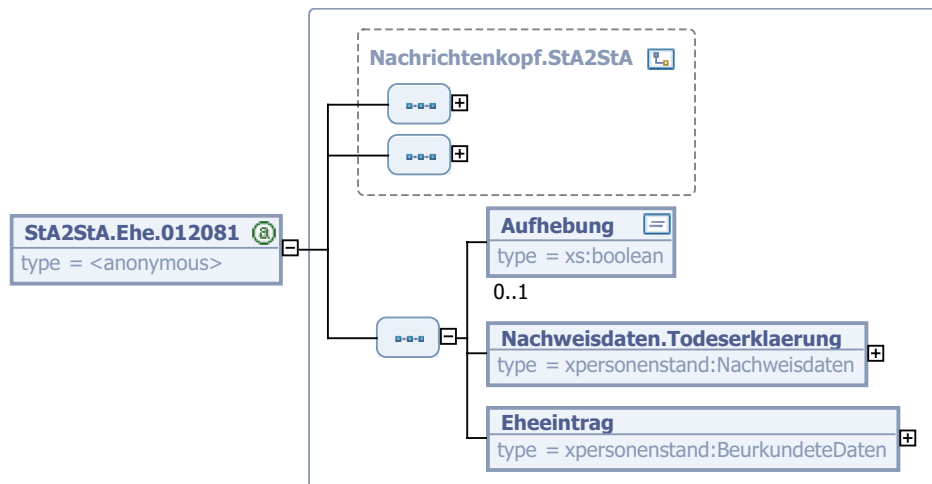 Nachrichtenkopf.StA2StA
StA2StA.Ehe.012081 @
type = <anonymous>
Aufhebung
type = xs:boolean
0..1
Nachweisdaten.Todeserklaerung
type = xpersonenstand:Nachweisdaten
Eheeintrag
type = xpersonenstand:BeurkundeteDaten